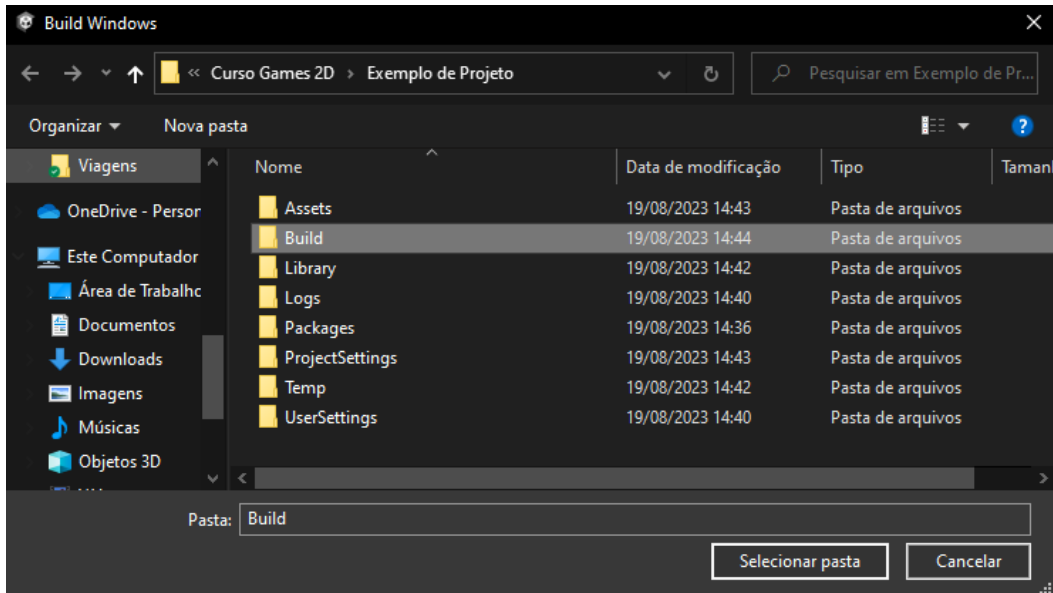 Build Windows
« Curso Games 2D > Exemplo de Projeto
Pesquisar em Exemplo de Pr...
Organizar
Nova pasta
Viagens
OneDrive - Person
Este Computador
Área de Trabalho
Documentos
Downloads
Imagens
Músicas
Objetos 3D
Nome Data de modificação Tipo Taman
Assets 19/08/2023 14:43 Pasta de arquivos
Build 19/08/2023 14:44 Pasta de arquivos
Library 19/08/2023 14:42 Pasta de arquivos
Logs 19/08/2023 14:40 Pasta de arquivos
Packages 19/08/2023 14:36 Pasta de arquivos
ProjectSettings 19/08/2023 14:43 Pasta de arquivos
Temp 19/08/2023 14:42 Pasta de arquivos
UserSettings 19/08/2023 14:40 Pasta de arquivos
Pasta: Build
Selecionar pasta Cancelar